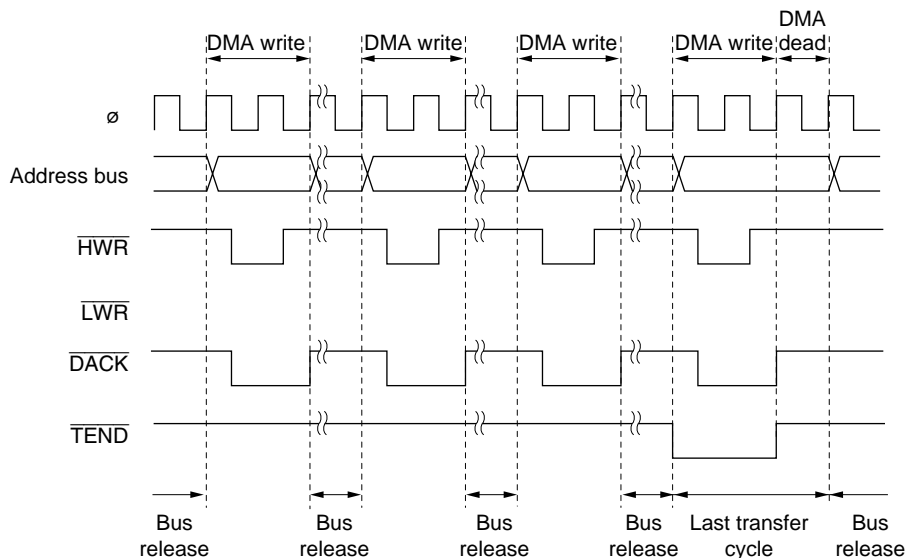 DMA
DMA write DMA write DMA write DMA write dead
ø
Address bus
HWR
LWR
DACK
TEND
Bus Bus Bus Bus Last transfer Bus
release release release release cycle release